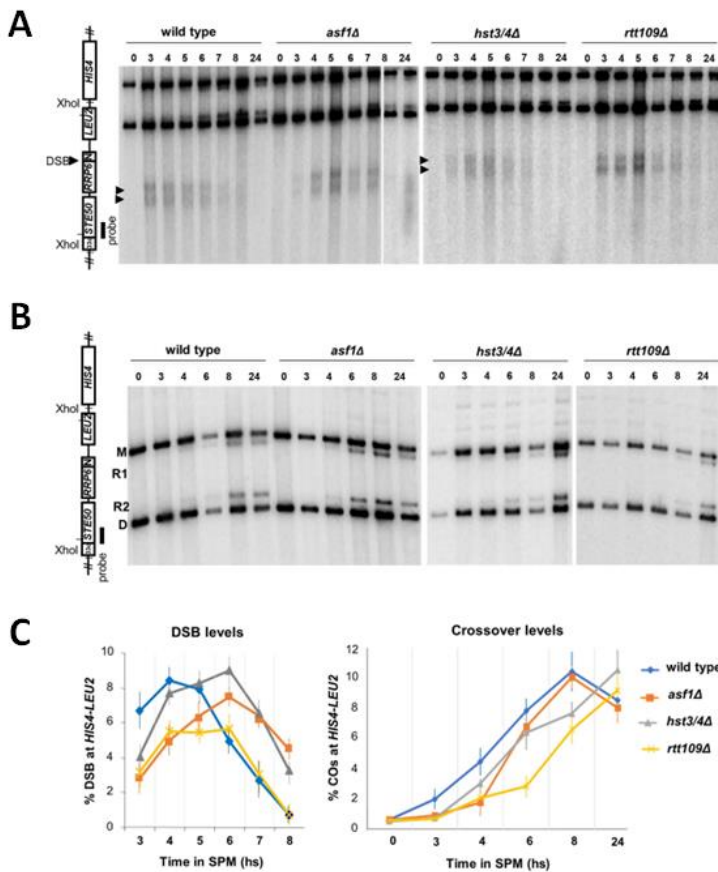 A
wild type asf1Δ hst3/4Δ rtt109Δ
0 3 4 5 6 7 8 24 0 3 4 5 6 7 8 24 0 3 4 5 6 7 8 24 0 3 4 5 6 7 8 24
HIS4
XhoI
LEU2
DSB
RRP6
STE50
probe
XhoI
B
wild type asf1Δ hst3/4Δ rtt109Δ
0 3 4 6 8 24 0 3 4 6 8 24 0 3 4 6 8 24 0 3 4 6 8 24
HIS4
XhoI
LEU2
M
RRP6
R1
R2
STE50
D
XhoI
probe
C
DSB levels
% DSB at HIS4-LEU2
10
8
6
4
2
0
3 4 5 6 7 8
Time in SPM (hs)
Crossover levels
% COs at HIS4-LEU2
12
10
8
6
4
2
0
0 3 4 6 8 24
Time in SPM (hs)
wild type
asf1Δ
hst3/4Δ
rtt109Δ